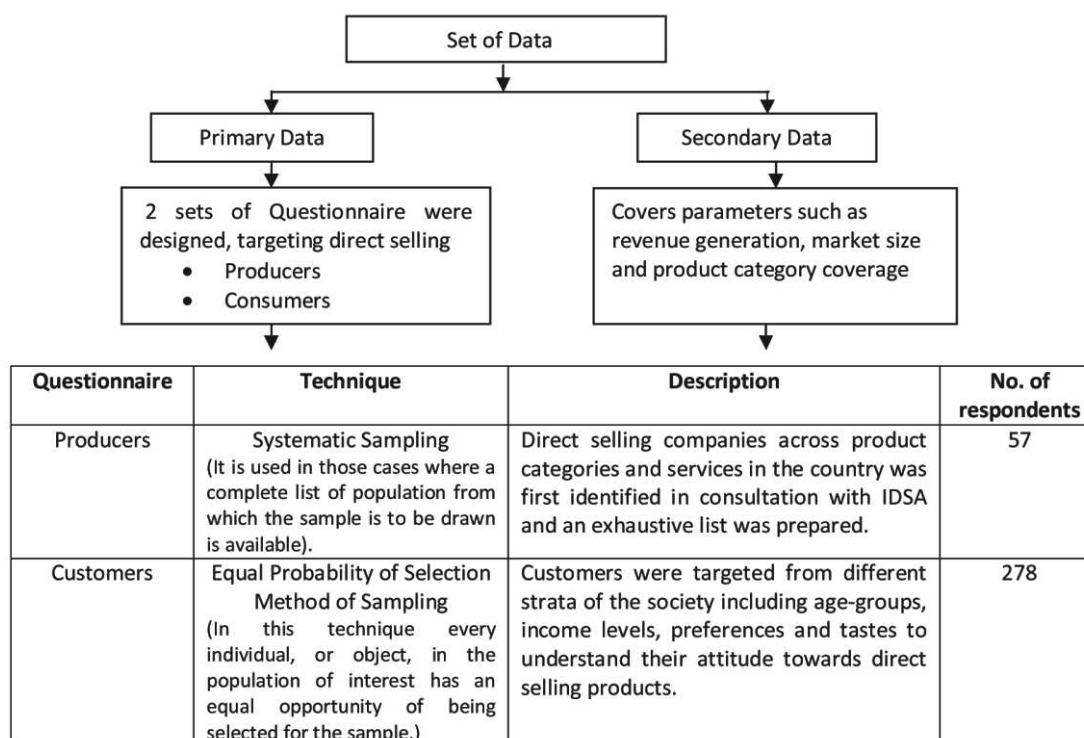 Set of Data
Primary Data
Secondary Data
2 sets of Questionnaire were
designed, targeting direct selling
• Producers
• Consumers
Covers parameters such as
revenue generation, market size
and product category coverage
Questionnaire
Technique
Description
No. of
respondents
Producers
Systematic Sampling
(It is used in those cases where a
complete list of population from
which the sample is to be drawn
is available).
Direct selling companies across product
categories and services in the country was
first identified in consultation with IDSA
and an exhaustive list was prepared.
57
Customers
Equal Probability of Selection
Method of Sampling
(In this technique every
individual, or object, in the
population of interest has an
equal opportunity of being
selected for the sample.)
Customers were targeted from different
strata of the society including age-groups,
income levels, preferences and tastes to
understand their attitude towards direct
selling products.
278